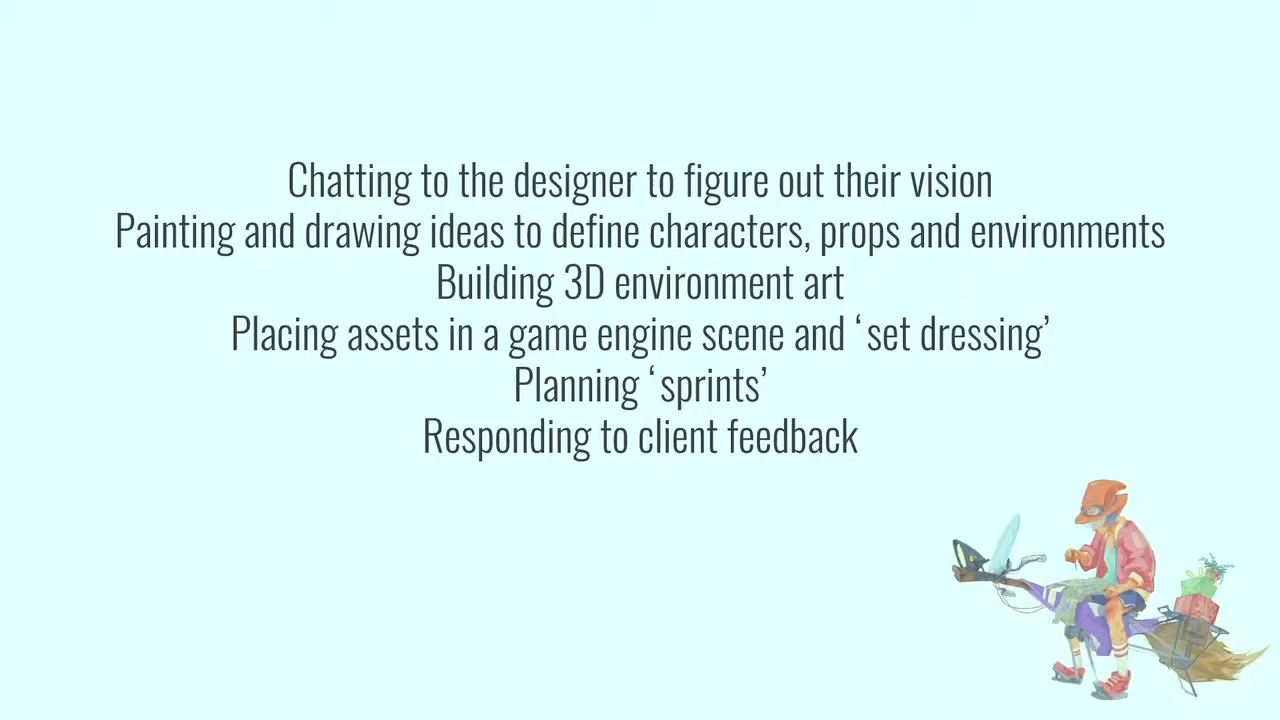 Chatting to the designer to figure out their vision
Painting and drawing ideas to define characters, props and environments
Building 3D environment art
Placing assets in a game engine scene and ‘set dressing’
Planning ‘sprints’
Responding to client feedback